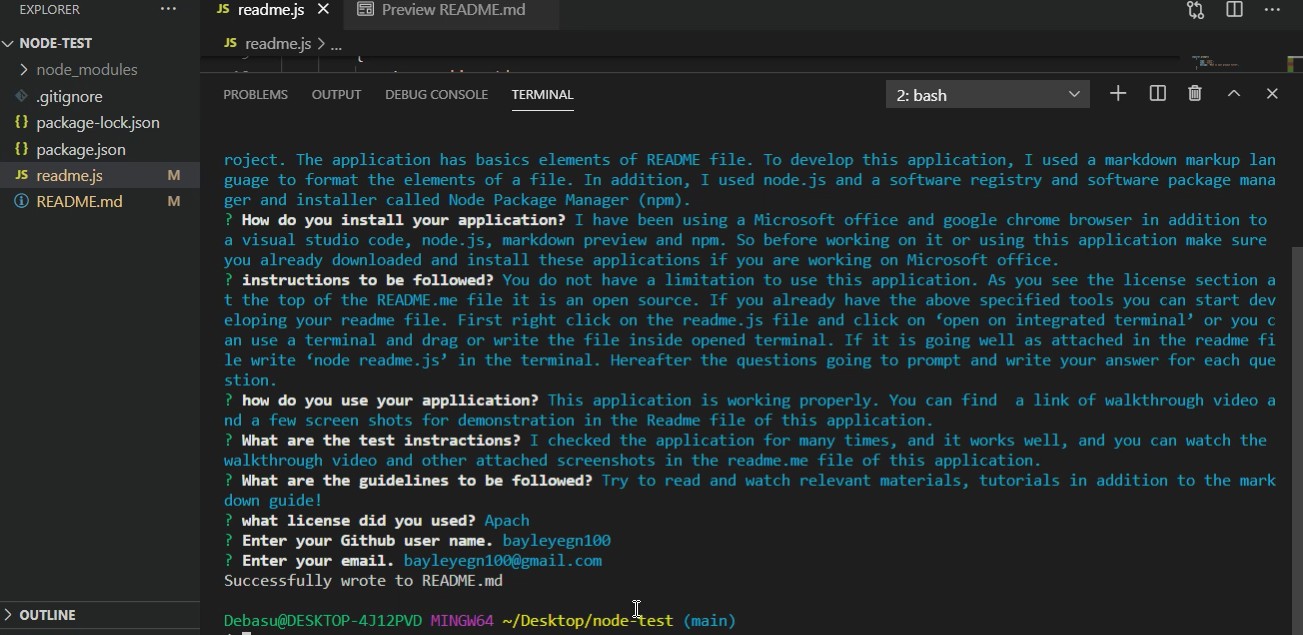 EXPLORER ...
JS readme.js Preview README.md ...
NODE-TEST
JS readme.js > ...
node_modules
.gitignore
{} package-lock.json
{} package.json
JS readme.js M
README.md M
OUTLINE
PROBLEMS OUTPUT DEBUG CONSOLE TERMINAL 2: bash
roject. The application has basics elements of README file. To develop this application, I used a markdown markup lan
guage to format the elements of a file. In addition, I used node.js and a software registry and software package mana
ger and installer called Node Package Manager (npm).
? How do you install your application? I have been using a Microsoft office and google chrome browser in addition to
a visual studio code, node.js, markdown preview and npm. So before working on it or using this application make sure
you already downloaded and install these applications if you are working on Microsoft office.
? instructions to be followed? You do not have a limitation to use this application. As you see the license section a
t the top of the README.me file it is an open source. If you already have the above specified tools you can start dev
eloping your readme file. First right click on the readme.js file and click on ‘open on integrated terminal’ or you c
an use a terminal and drag or write the file inside opened terminal. If it is going well as attached in the readme fi
le write ‘node readme.js’ in the terminal. Hereafter the questions going to prompt and write your answer for each que
stion.
? how do you use your appllication? This application is working properly. You can find  a link of walkthrough video a
nd a few screen shots for demonstration in the Readme file of this application.
? What are the test instractions? I checked the application for many times, and it works well, and you can watch the
walkthrough video and other attached screenshots in the readme.me file of this application.
? What are the guidelines to be followed? Try to read and watch relevant materials, tutorials in addition to the mark
down guide!
? what license did you used? Apach
? Enter your Github user name. bayleyegn100
? Enter your email. bayleyegn100@gmail.com
Successfully wrote to README.md
Debasu@DESKTOP-4J12PVD MINGW64 ~/Desktop/node-test (main)